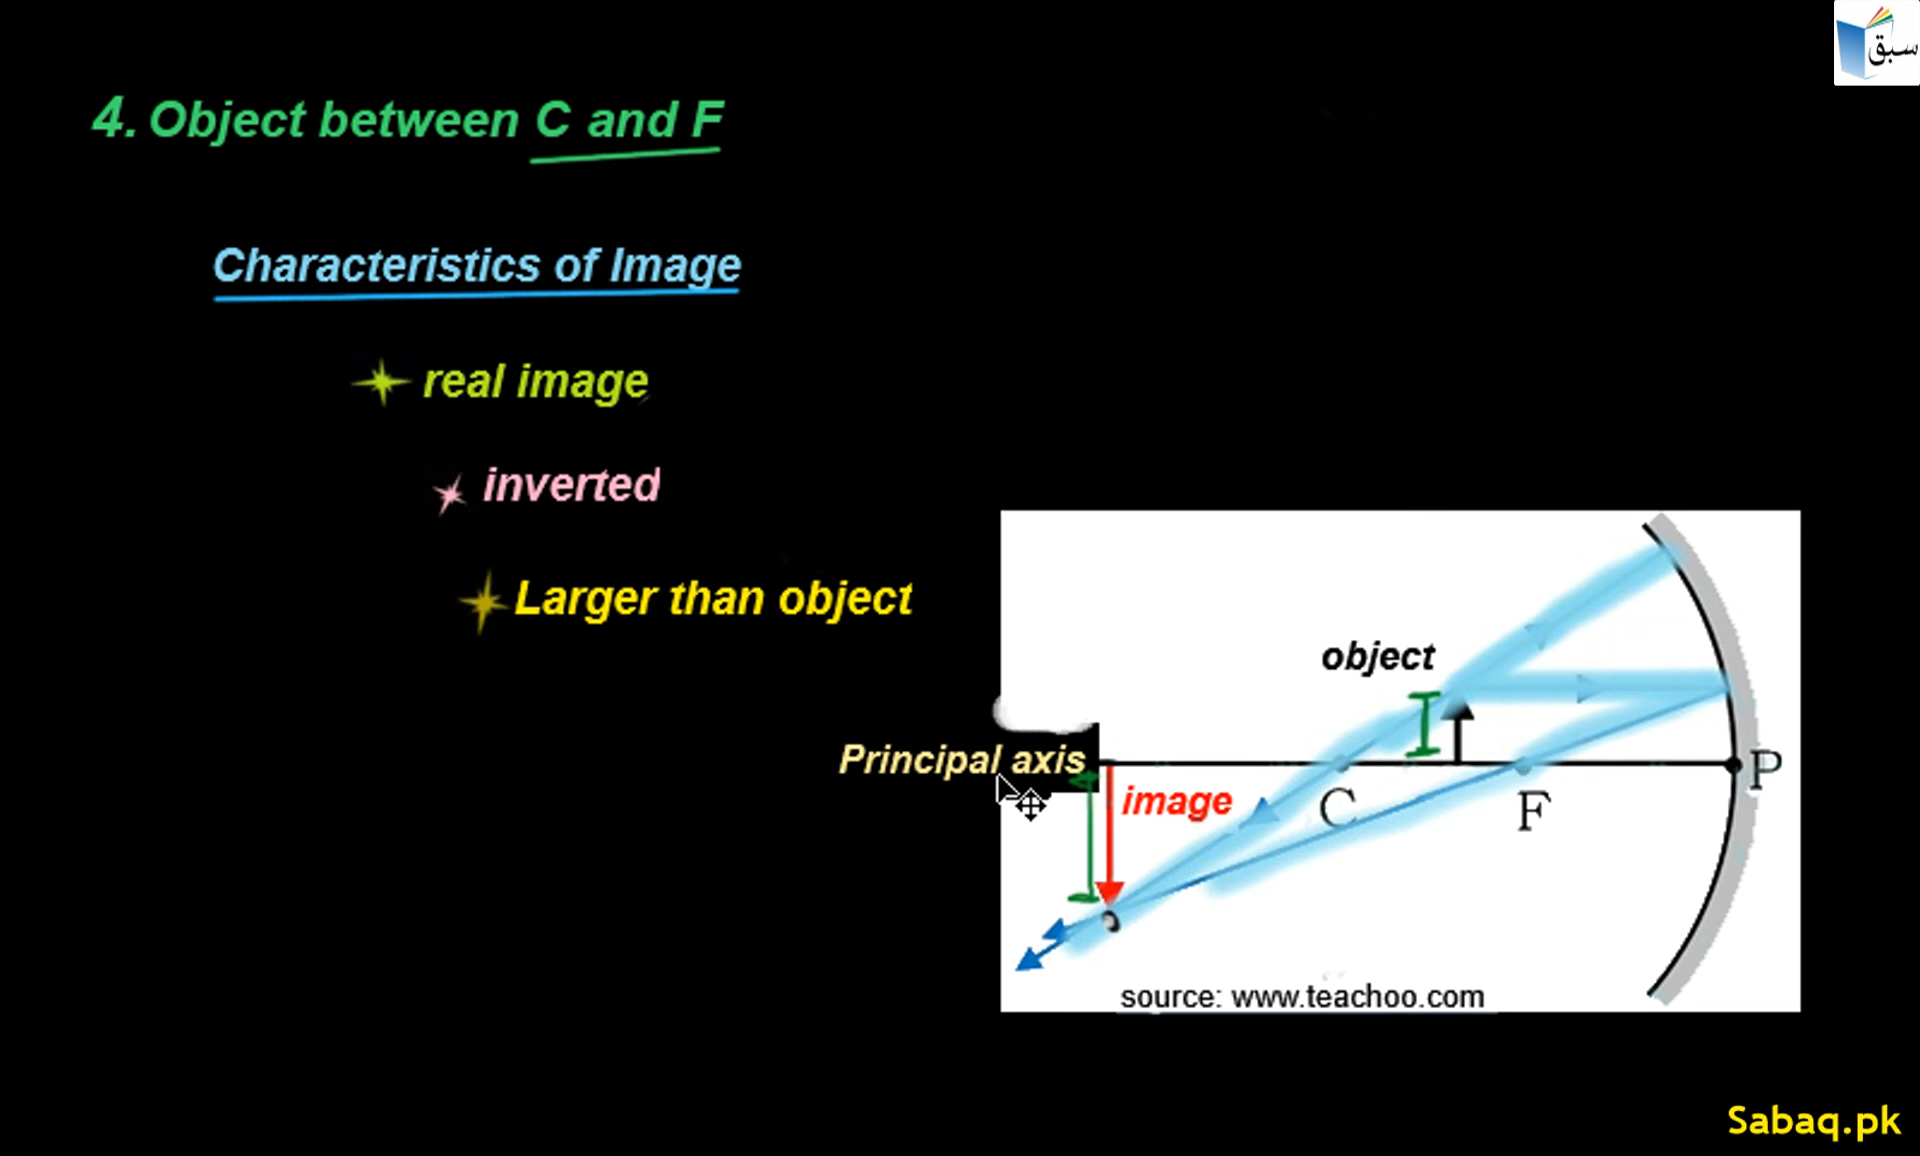 سبق
4. Object between C and F
Characteristics of Image
real image
inverted
Larger than object
object
Principal axis
P
image
C
F
source: www.teachoo.com
Sabaq.pk